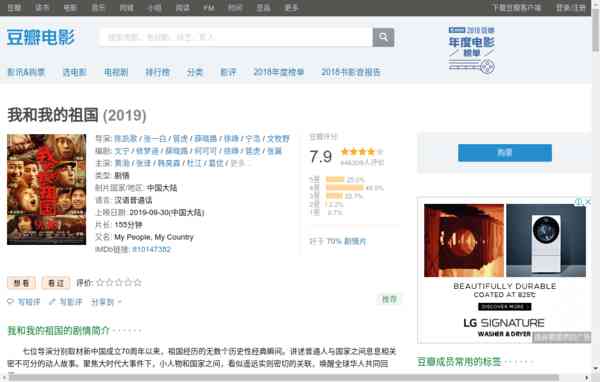 豆瓣 读书 电影 音乐 同城 小组 阅读 FM 时间 豆品 更多 下载豆瓣客户端 登录/注册
豆瓣电影
搜索电影、电视剧、综艺、影人
2018 豆瓣
年度电影
榜单
影讯&购票 选电影 电视剧 排行榜 分类 影评 2018年度榜单 2018书影音报告
我和我的祖国 (2019)
导演: 陈凯歌 / 张一白 / 管虎 / 薛晓路 / 徐峥 / 宁浩 / 文牧野
编剧: 文宁 / 修梦迪 / 薛晓路 / 何可可 / 徐峥 / 管虎 / 张冀
主演: 黄渤 / 张译 / 韩昊霖 / 杜江 / 葛优 / 更多...
类型: 剧情
制片国家/地区: 中国大陆
语言: 汉语普通话
上映日期: 2019-09-30(中国大陆)
片长: 155分钟
又名: My People, My Country
IMDb链接: tt10147382
豆瓣评分
7.9
5星
4星
3星
2星
1星
0.7%
好于 70% 剧情片
购票
想看 看过 评价:
写短评 写影评 分享到
推荐
我和我的祖国的剧情简介 · · · · · ·
七位导演分别取材新中国成立70周年以来，祖国经历的无数个历史性经典瞬间。讲述普通人与国家之间息息相关
密不可分的动人故事。聚焦大时代大事件下，小人物和国家之间，看似遥远实则密切的关联，唤醒全球华人共同回
BEAUTIFULLY DURABLE
COATED AT 825℃
DISCOVER MORE
LG SIGNATURE
WASHER & DRYER
豆瓣成员常用的标签 · · · · · ·